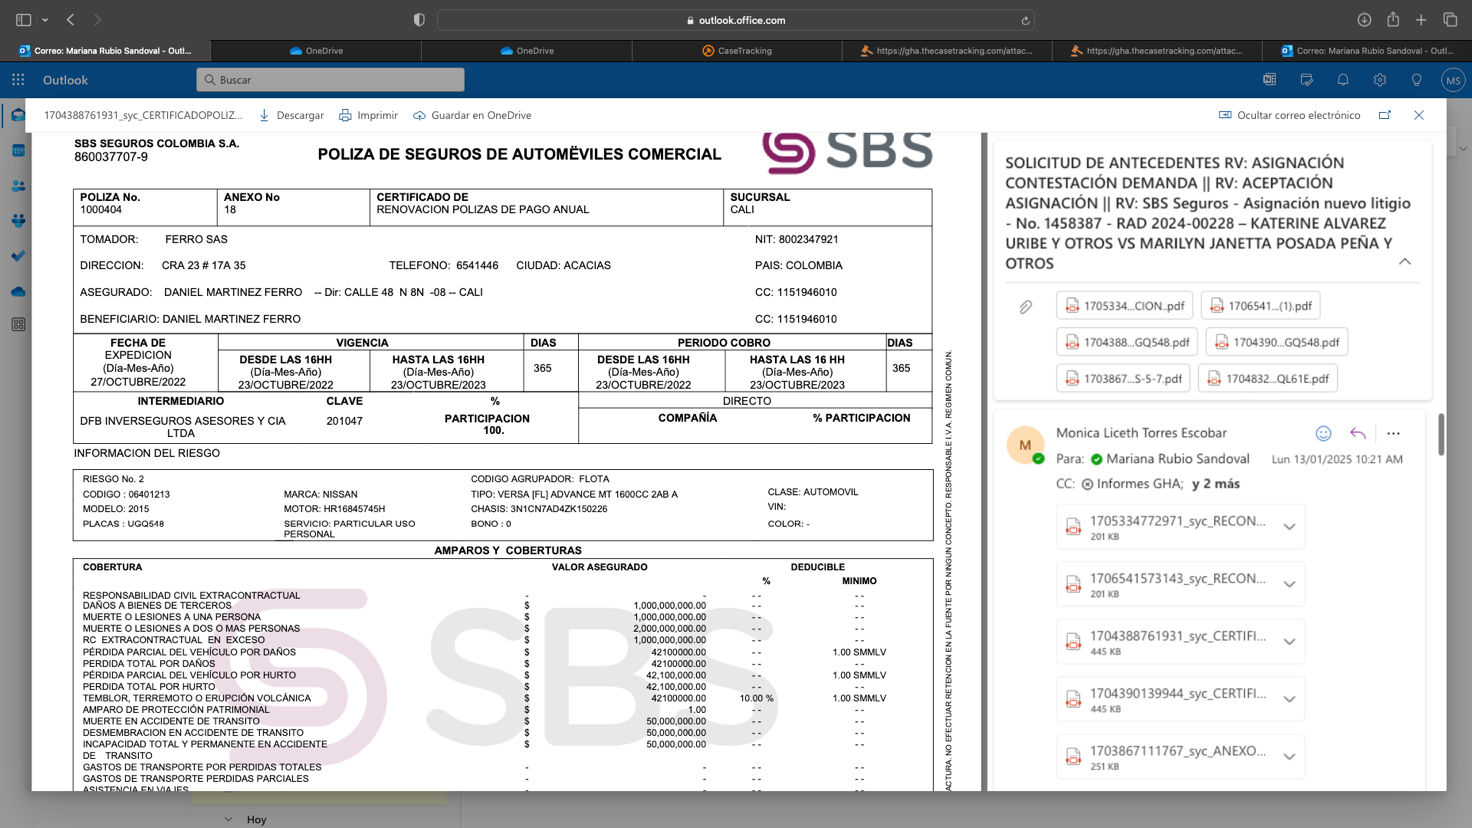 outlook.office.com
Correo: Mariana Rubio Sandoval - Outl...
OneDrive
OneDrive
CaseTracking
https://gha.thecasetracking.com/attac...
https://gha.thecasetracking.com/attac...
Correo: Mariana Rubio Sandoval - Outl...
Outlook
Buscar
MS
1704388761931_syc_CERTIFICADOPOLIZ...
Descargar
Imprimir
Guardar en OneDrive
Ocultar correo electrónico
SBS SEGUROS COLOMBIA S.A.
860037707-9
POLIZA DE SEGUROS DE AUTOMËVILES COMERCIAL
SBS
POLIZA No. ANEXO No CERTIFICADO DE SUCURSAL
1000404 18 RENOVACION POLIZAS DE PAGO ANUAL CALI
TOMADOR: FERRO SAS NIT: 8002347921
DIRECCION: CRA 23 # 17A 35 TELEFONO: 6541446 CIUDAD: ACACIAS PAIS: COLOMBIA
ASEGURADO: DANIEL MARTINEZ FERRO -- Dir: CALLE 48 N 8N -08 -- CALI CC: 1151946010
BENEFICIARIO: DANIEL MARTINEZ FERRO CC: 1151946010
FECHA DE VIGENCIA DIAS PERIODO COBRO DIAS
EXPEDICION DESDE LAS 16HH HASTA LAS 16HH DESDE LAS 16HH HASTA LAS 16 HH
(Día-Mes-Año) (Día-Mes-Año) (Día-Mes-Año) 365 (Día-Mes-Año) (Día-Mes-Año) 365
27/OCTUBRE/2022 23/OCTUBRE/2022 23/OCTUBRE/2023 23/OCTUBRE/2022 23/OCTUBRE/2023
INTERMEDIARIO CLAVE % DIRECTO
DFB INVERSEGUROS ASESORES Y CIA 201047 PARTICIPACION COMPAÑÍA % PARTICIPACION
LTDA 100.
INFORMACION DEL RIESGO
RIESGO No. 2 CODIGO AGRUPADOR: FLOTA
CODIGO : 06401213 MARCA: NISSAN TIPO: VERSA [FL] ADVANCE MT 1600CC 2AB A CLASE: AUTOMOVIL
MODELO: 2015 MOTOR: HR16845745H CHASIS: 3N1CN7AD4ZK150226 VIN:
PLACAS : UGQ548 SERVICIO: PARTICULAR USO BONO : 0 COLOR: -
PERSONAL
AMPAROS Y COBERTURAS
COBERTURA VALOR ASEGURADO DEDUCIBLE
% MINIMO
RESPONSABILIDAD CIVIL EXTRACONTRACTUAL - - - - - -
DAÑOS A BIENES DE TERCEROS $ 1,000,000,000.00 - - - -
MUERTE O LESIONES A UNA PERSONA $ 1,000,000,000.00 - - - -
MUERTE O LESIONES A DOS O MAS PERSONAS $ 2,000,000,000.00 - - - -
RC EXTRACONTRACTUAL EN EXCESO $ 1,000,000,000.00 - - - -
PÉRDIDA PARCIAL DEL VEHÍCULO POR DAÑOS $ 42100000.00 - - 1.00 SMMLV
PERDIDA TOTAL POR DAÑOS $ 42100000.00 - - - -
PÉRDIDA PARCIAL DEL VEHÍCULO POR HURTO $ 42,100,000.00 - - 1.00 SMMLV
PERDIDA TOTAL POR HURTO $ 42,100,000.00 - - - -
TEMBLOR, TERREMOTO O ERUPCIÓN VOLCÁNICA $ 42100000.00 10.00 % 1.00 SMMLV
AMPARO DE PROTECCIÓN PATRIMONIAL $ 1.00 - - - -
MUERTE EN ACCIDENTE DE TRANSITO $ 50,000,000.00 - - - -
DESMEMBRACION EN ACCIDENTE DE TRANSITO $ 50,000,000.00 - - - -
INCAPACIDAD TOTAL Y PERMANENTE EN ACCIDENTE $ 50,000,000.00 - - - -
DE TRANSITO
GASTOS DE TRANSPORTE POR PERDIDAS TOTALES - - - - - -
GASTOS DE TRANSPORTE PERDIDAS PARCIALES - - - - - -
ASISTENCIA EN VIAJES
SBS
ACTURA. NO EFECTUAR RETENCION EN LA FUENTE POR NINGUN CONCEPTO. RESPONSABLE I.V.A. REGIMEN COMUN.
SOLICITUD DE ANTECEDENTES RV: ASIGNACIÓN
CONTESTACIÓN DEMANDA || RV: ACEPTACIÓN
ASIGNACIÓN || RV: SBS Seguros - Asignación nuevo litigio
- No. 1458387 - RAD 2024-00228 – KATERINE ALVAREZ
URIBE Y OTROS VS MARILYN JANETTA POSADA PEÑA Y
OTROS
1705334...CION..pdf
1706541...(1).pdf
1704388...GQ548.pdf
1704390...GQ548.pdf
1703867...S-5-7.pdf
1704832...QL61E.pdf
M
Monica Liceth Torres Escobar
Para: Mariana Rubio Sandoval Lun 13/01/2025 10:21 AM
CC: Informes GHA; y 2 más
1705334772971_syc_RECON...
201 KB
1706541573143_syc_RECON...
201 KB
1704388761931_syc_CERTIFI...
445 KB
1704390139944_syc_CERTIFI...
445 KB
1703867111767_syc_ANEXO...
251 KB
Hoy